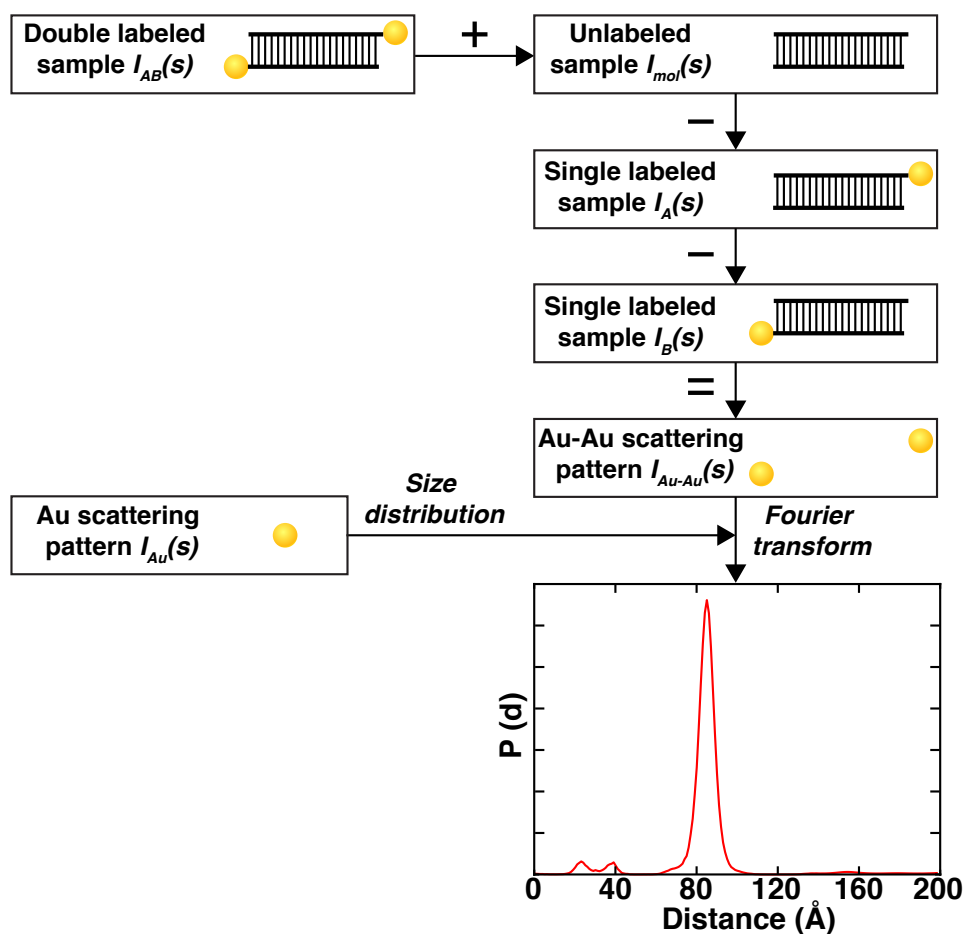 Double labeled
sample I_AB(s)
+
Unlabeled
sample I_mol(s)
−
Single labeled
sample I_A(s)
−
Single labeled
sample I_B(s)
=
Au-Au scattering
pattern I_Au-Au(s)
Au scattering
pattern I_Au(s)
Size
distribution
Fourier
transform
P (d)
0 40 80 120 160 200
Distance (Å)